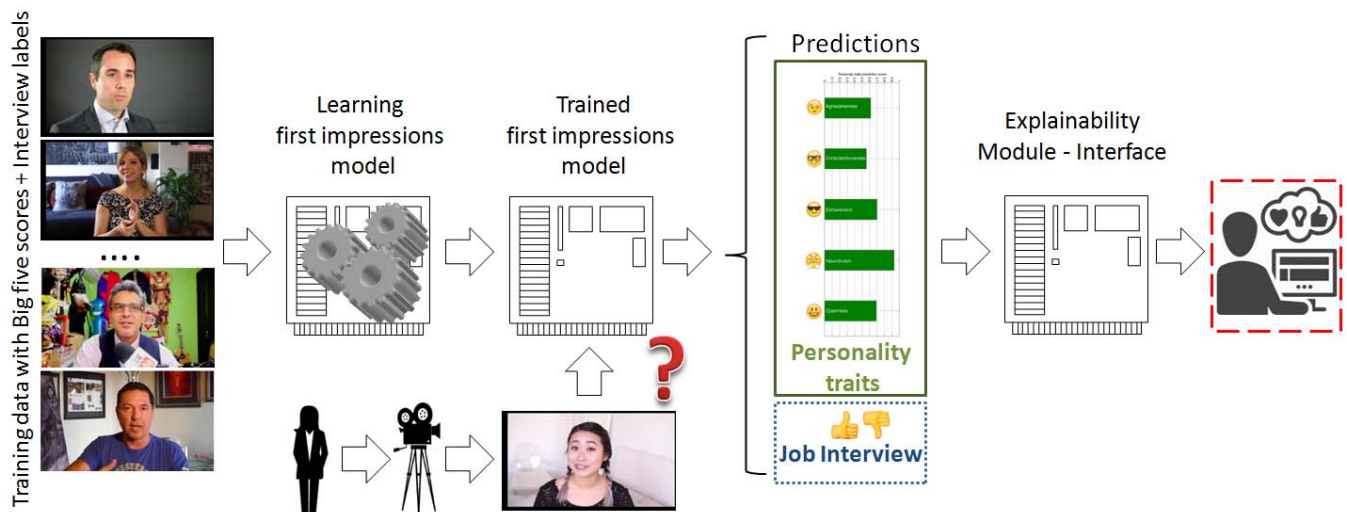 Training data with Big five scores + Interview labels
Learning
first impressions
model
Trained
first impressions
model
Predictions
Agreeableness
Conscientiousness
Extraversion
Neuroticism
Openness
Personality
traits
Job Interview
Explainability
Module - Interface